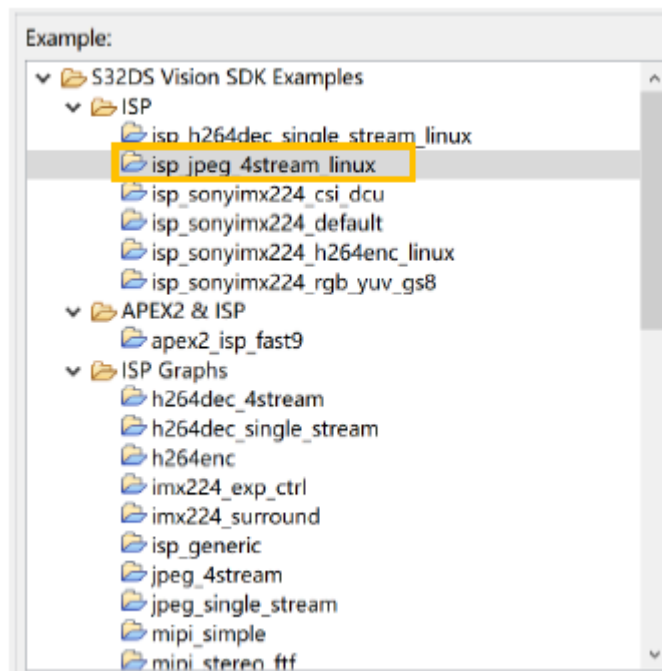 Example:
S32DS Vision SDK Examples
ISP
isp_h264dec_single_stream_linux
isp_jpeg_4stream_linux
isp_sonyimx224_csi_dcu
isp_sonyimx224_default
isp_sonyimx224_h264enc_linux
isp_sonyimx224_rgb_yuv_gs8
APEX2 & ISP
apex2_isp_fast9
ISP Graphs
h264dec_4stream
h264dec_single_stream
h264enc
imx224_exp_ctrl
imx224_surround
isp_generic
jpeg_4stream
jpeg_single_stream
mipi_simple
mipi_stereo_ftf